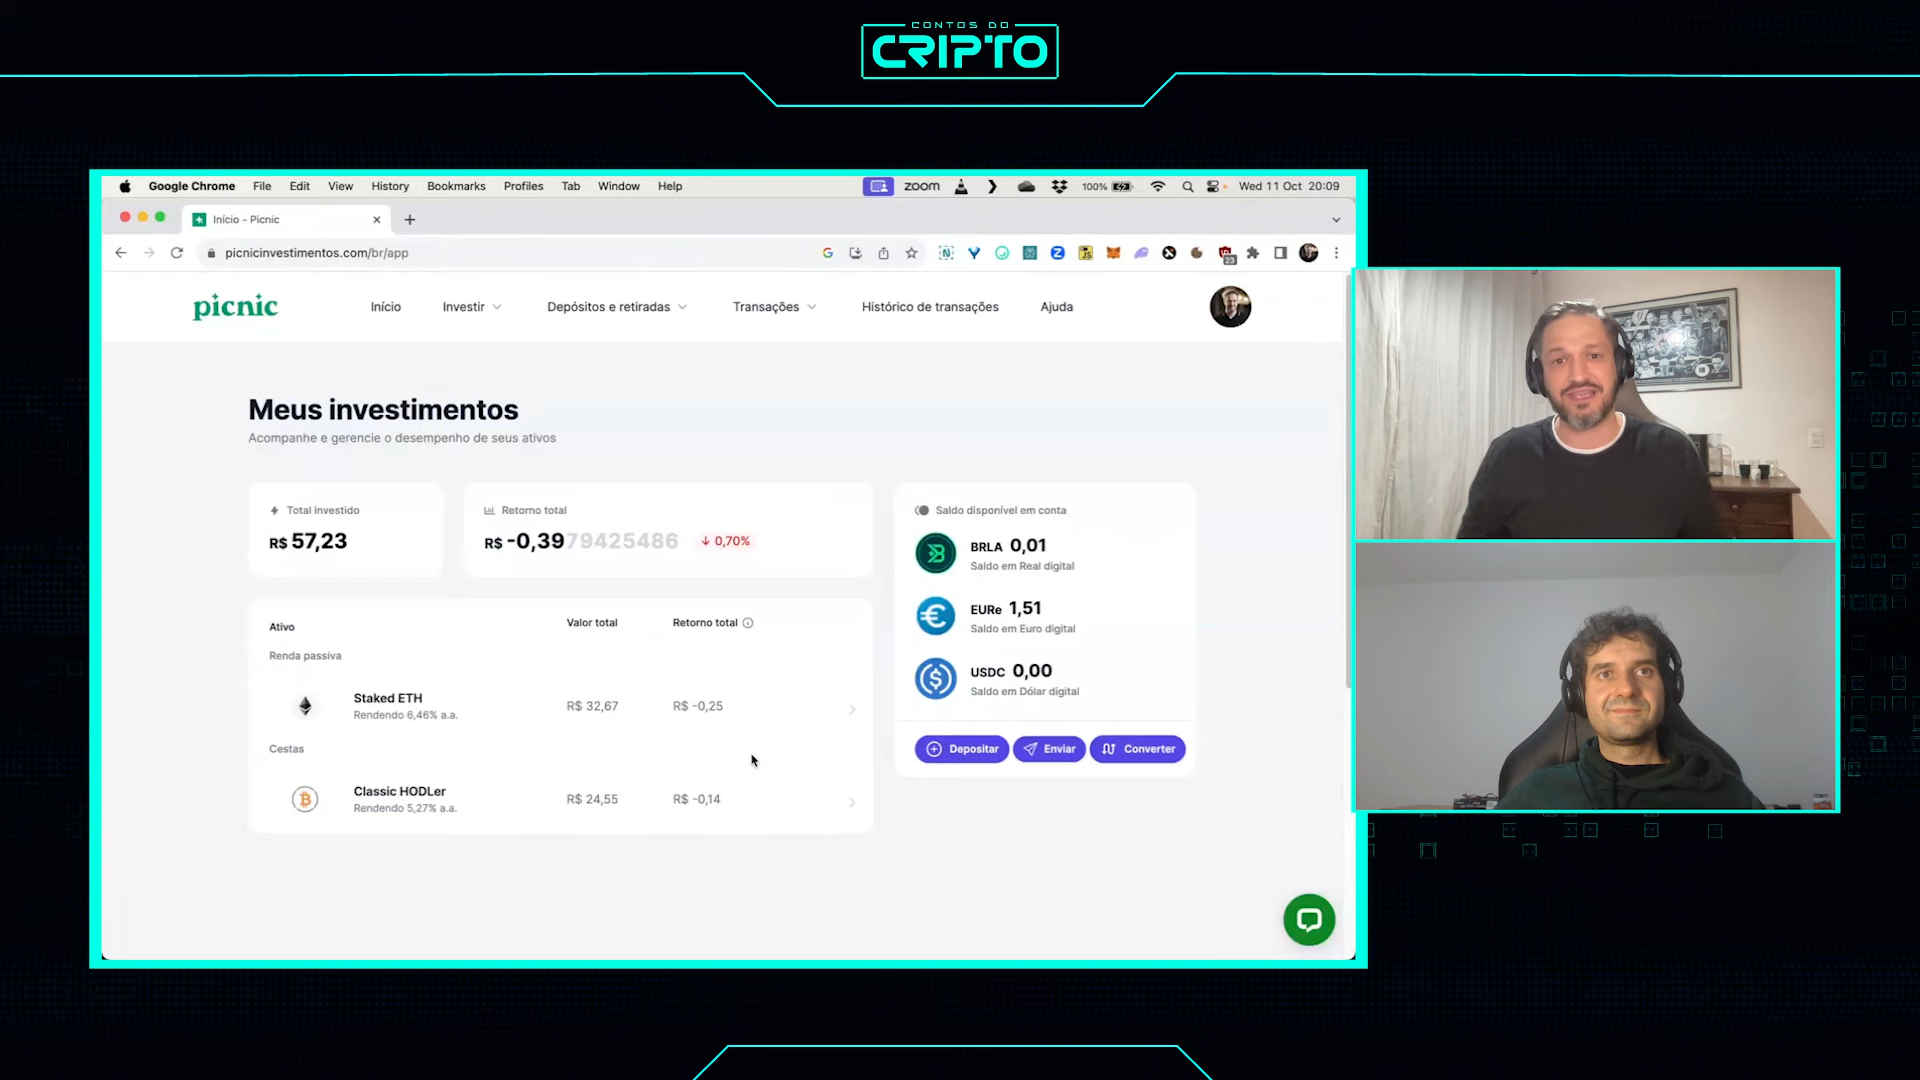 CONTOS DO
CRIPTO
Google Chrome File Edit View History Bookmarks Profiles Tab Window Help zoom 100% Wed 11 Oct 20:09
Início - Picnic
picnicinvestimentos.com/br/app
23
picnic Início Investir Depósitos e retiradas Transações Histórico de transações Ajuda
Meus investimentos
Acompanhe e gerencie o desempenho de seus ativos
Total investido
R$ 57,23
Retorno total
R$ -0,3979425486 ↓ 0,70%
Ativo Valor total Retorno total
Renda passiva
Staked ETH R$ 32,67 R$ -0,25
Rendendo 6,46% a.a.
Cestas
Classic HODLer R$ 24,55 R$ -0,14
Rendendo 5,27% a.a.
Saldo disponível em conta
BRLA 0,01
Saldo em Real digital
EURe 1,51
Saldo em Euro digital
USDC 0,00
Saldo em Dólar digital
Depositar Enviar Converter